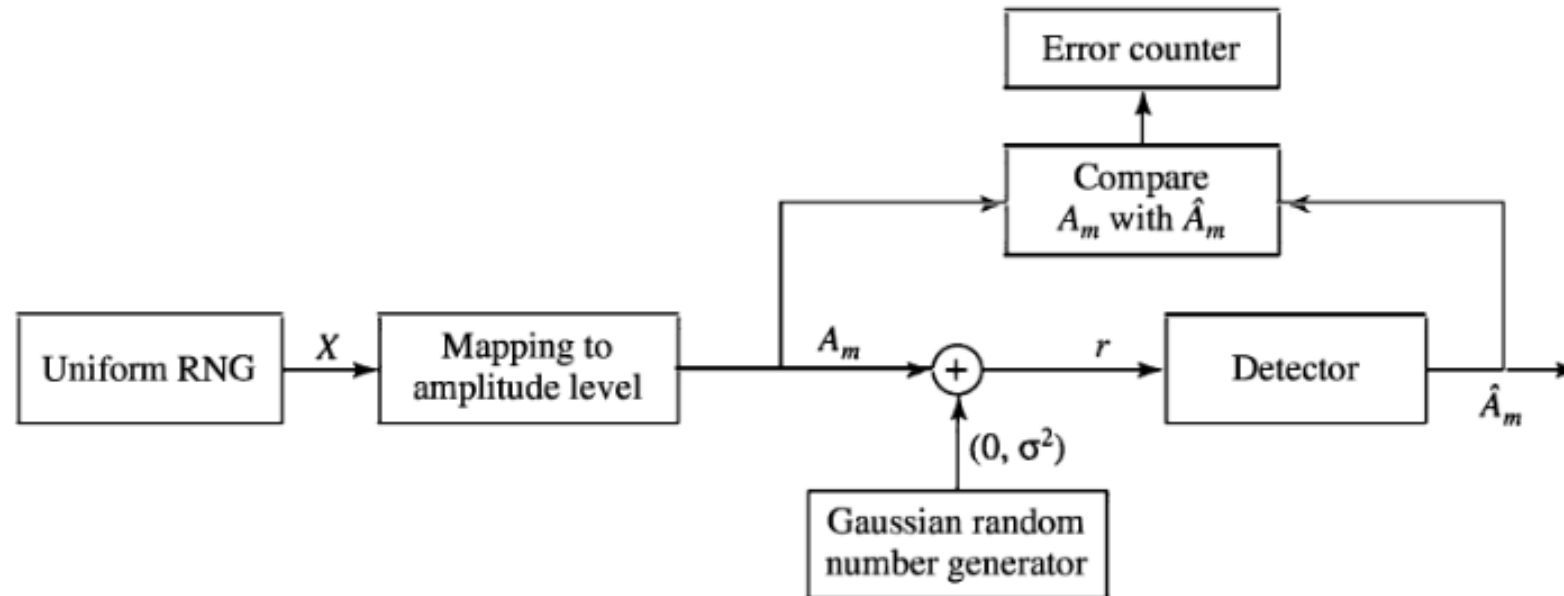 Error counter
Compare
A_m with Â_m
Uniform RNG
X
Mapping to
amplitude level
A_m
+
r
Detector
Â_m
(0, σ²)
Gaussian random
number generator